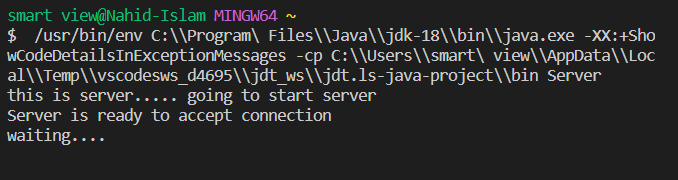 smart view@Nahid-Islam MINGW64 ~
$  /usr/bin/env C:\\Program\ Files\\Java\\jdk-18\\bin\\java.exe -XX:+Sho
wCodeDetailsInExceptionMessages -cp C:\\Users\\smart\ view\\AppData\\Loc
al\\Temp\\vscodesws_d4695\\jdt_ws\\jdt.ls-java-project\\bin Server
this is server..... going to start server
Server is ready to accept connection
waiting....